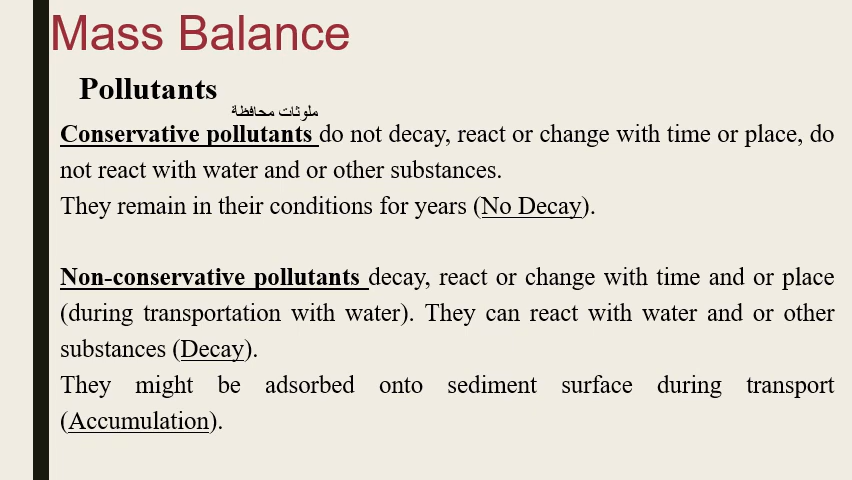 Mass Balance
Pollutants
ملوثات محافظة
Conservative pollutants do not decay, react or change with time or place, do
not react with water and or other substances.
They remain in their conditions for years (No Decay).
Non-conservative pollutants decay, react or change with time and or place
(during transportation with water). They can react with water and or other
substances (Decay).
They might be adsorbed onto sediment surface during transport
(Accumulation).